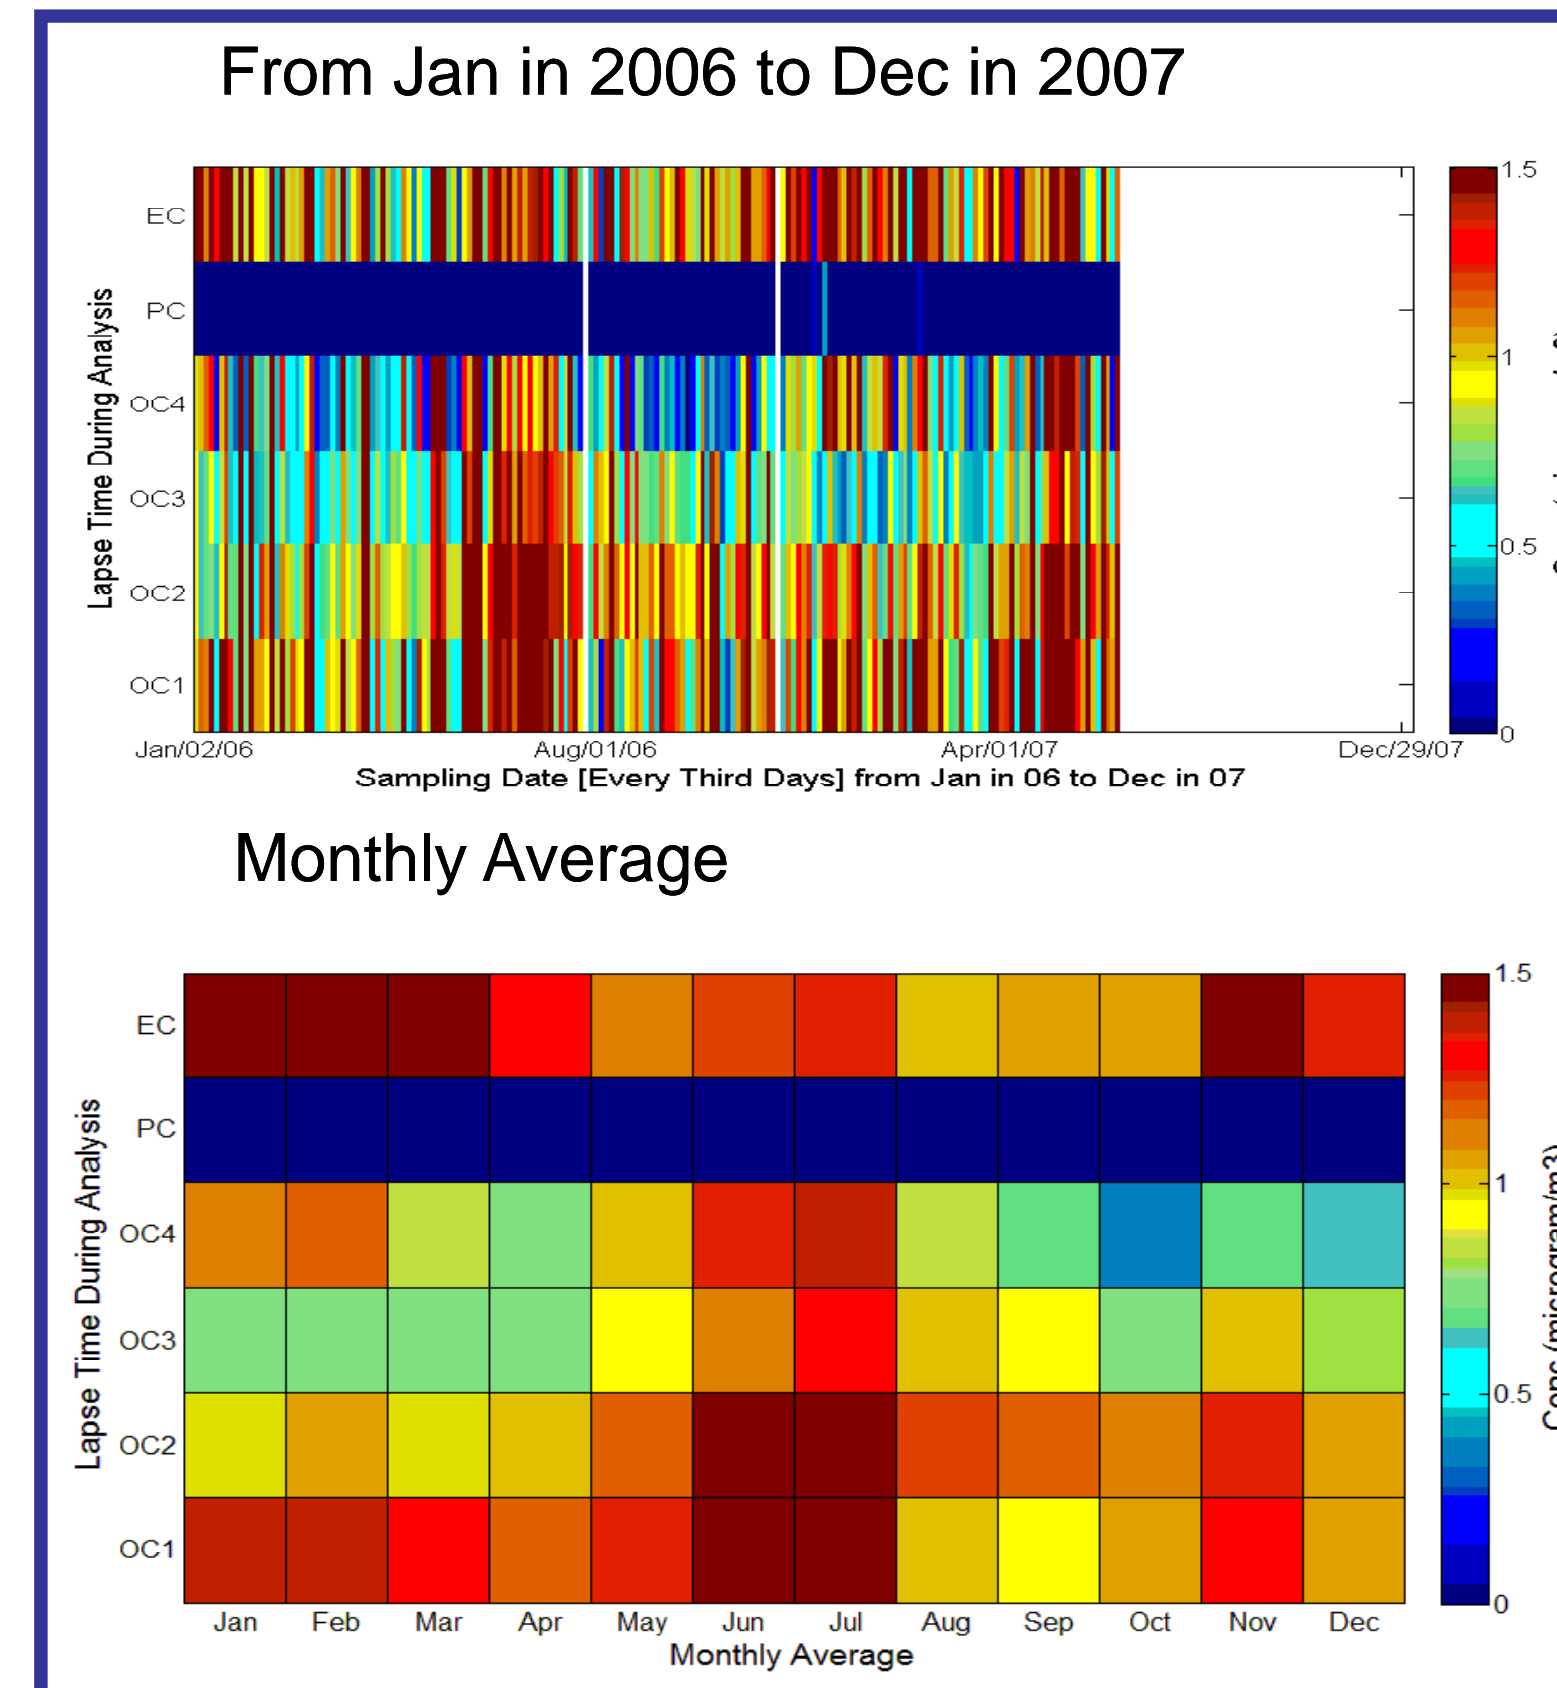 From Jan in 2006 to Dec in 2007
1.5
EC
PC
Lapse Time During Analysis
OC4
1
OC3
0.5
OC2
OC1
0
Jan/02/06 Aug/01/06 Apr/01/07 Dec/29/07
Sampling Date [Every Third Days] from Jan in 06 to Dec in 07
Monthly Average
1.5
EC
PC
Lapse Time During Analysis
OC4
1
Conc (microgram/m3)
OC3
0.5
OC2
OC1
0
Jan Feb Mar Apr May Jun Jul Aug Sep Oct Nov Dec
Monthly Average